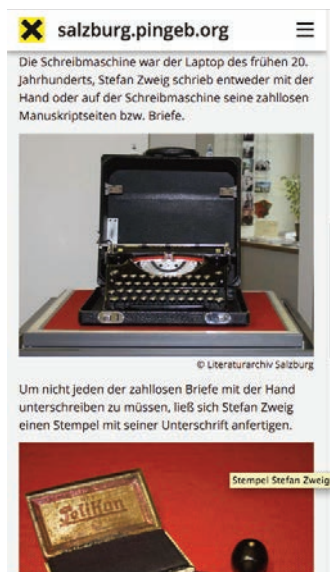 salzburg.pingeb.org
Die Schreibmaschine war der Laptop des frühen 20.
Jahrhunderts, Stefan Zweig schrieb entweder mit der
Hand oder auf der Schreibmaschine seine zahllosen
Manuskriptseiten bzw. Briefe.
© Literaturarchiv Salzburg
Um nicht jeden der zahllosen Briefe mit der Hand
unterschreiben zu müssen, ließ sich Stefan Zweig
einen Stempel mit seiner Unterschrift anfertigen.
Stempel Stefan Zweig
Pelikan